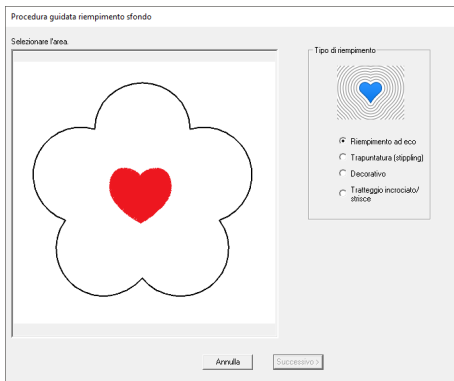 Procedura guidata riempimento sfondo
Selezionare l'area.
Tipo di riempimento
Riempimento ad eco
Trapuntatura (stippling)
Decorativo
Tratteggio incrociato/
strisce
Annulla
Successivo >